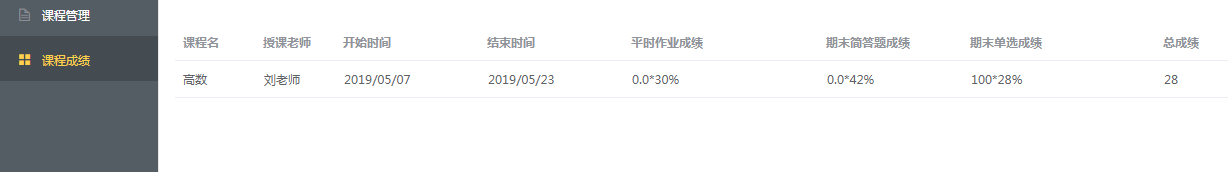 课程管理
课程成绩
课程名 授课老师 开始时间 结束时间 平时作业成绩 期末简答题成绩 期末单选成绩 总成绩
高数 刘老师 2019/05/07 2019/05/23 0.0*30% 0.0*42% 100*28% 28